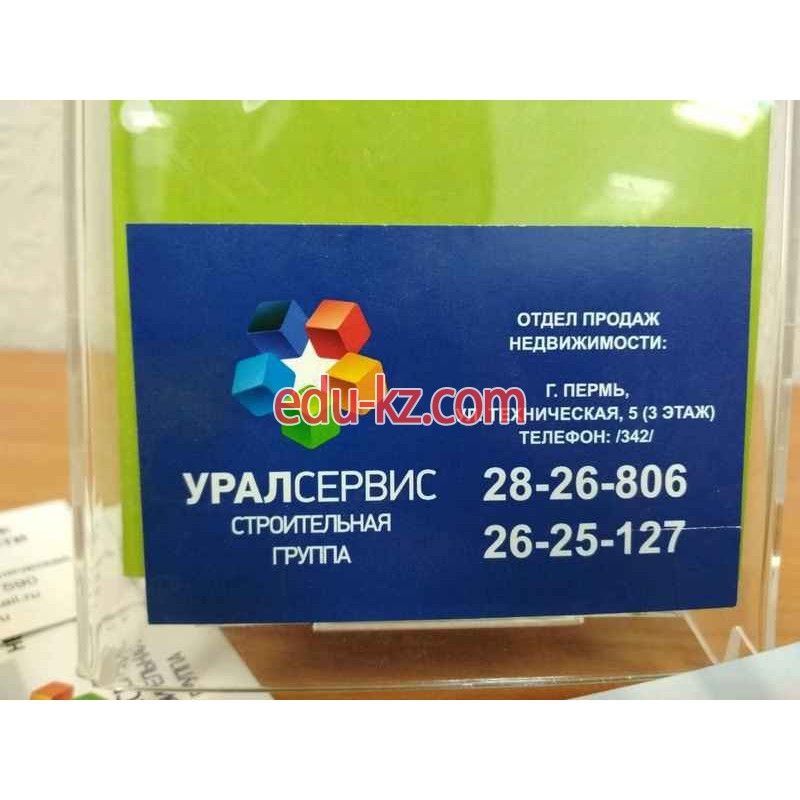 ОТДЕЛ ПРОДАЖ
НЕДВИЖИМОСТИ:
Г. ПЕРМЬ,
УЛ. ТЕХНИЧЕСКАЯ, 5 (3 ЭТАЖ)
ТЕЛЕФОН: /342/
28-26-806
26-25-127
edu-kz.com
УРАЛСЕРВИС
СТРОИТЕЛЬНАЯ
ГРУППА